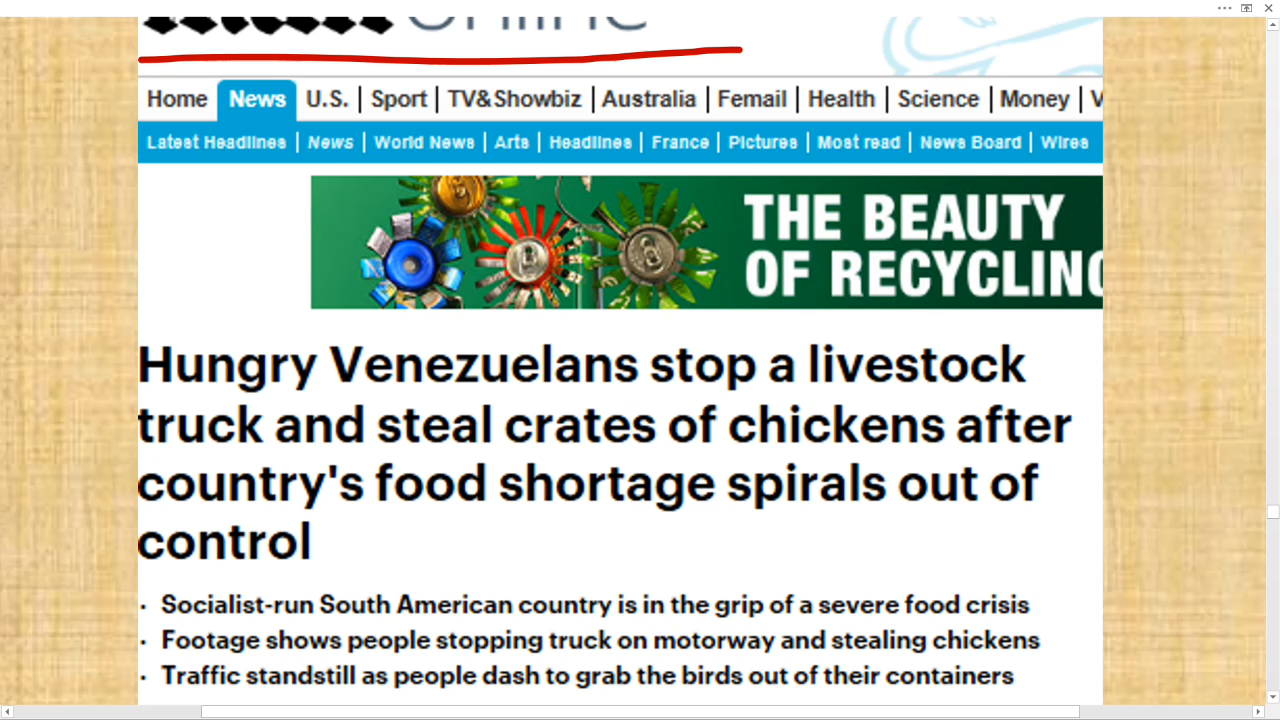 Online
Home News U.S. Sport TV&Showbiz Australia Femail Health Science Money
Latest Headlines News World News Arts Headlines France Pictures Most read News Board Wires
THE BEAUTY
OF RECYCLING
Hungry Venezuelans stop a livestock
truck and steal crates of chickens after
country's food shortage spirals out of
control
· Socialist-run South American country is in the grip of a severe food crisis
· Footage shows people stopping truck on motorway and stealing chickens
· Traffic standstill as people dash to grab the birds out of their containers